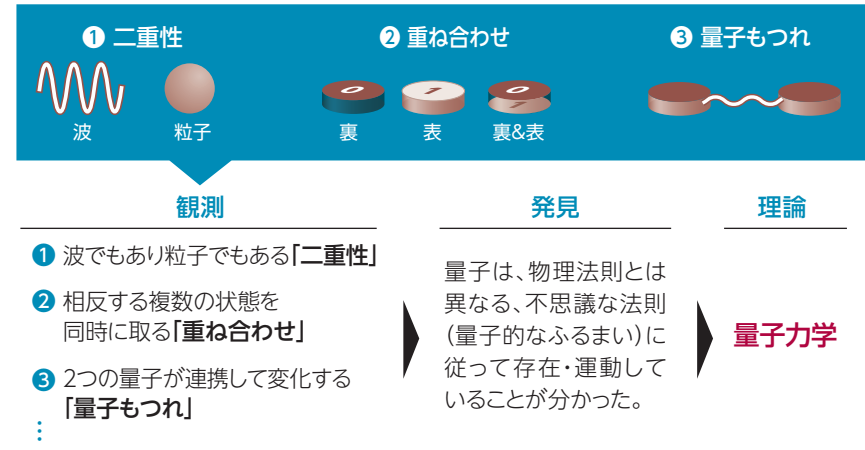 ❶ 二重性
❷ 重ね合わせ
❸ 量子もつれ
0
1
0
1
波
粒子
裏
表
裏&表
観測
❶ 波でもあり粒子でもある「二重性」
❷ 相反する複数の状態を
同時に取る「重ね合わせ」
❸ 2つの量子が連携して変化する
「量子もつれ」
⋮
発見
量子は、物理法則とは
異なる、不思議な法則
(量子的なふるまい)に
従って存在・運動して
いることが分かった。
理論
量子力学